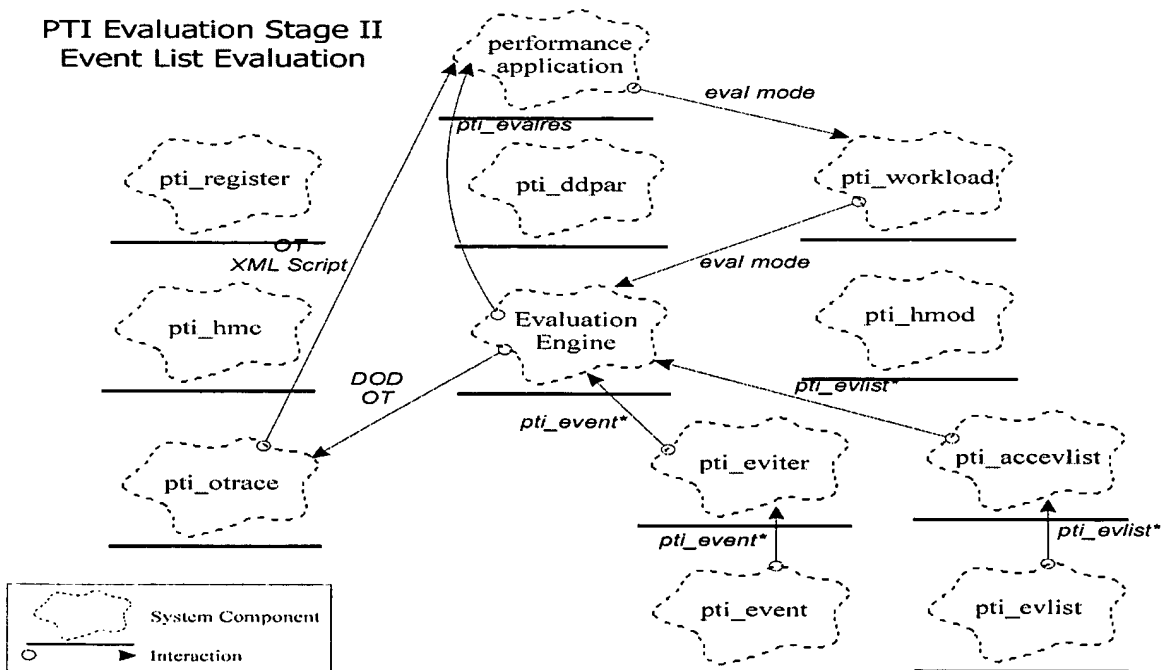 PTI Evaluation Stage II
Event List Evaluation
performance
application
eval mode
pti_evalres
pti_register
pti_ddpar
pti_workload
OT
XML Script
eval mode
pti_hmc
Evaluation
Engine
pti_hmod
DOD
OT
pti_evlist*
pti_event*
pti_otrace
pti_eviter
pti_accevlist
pti_event*
pti_evlist*
pti_event
pti_evlist
System Component
Interaction